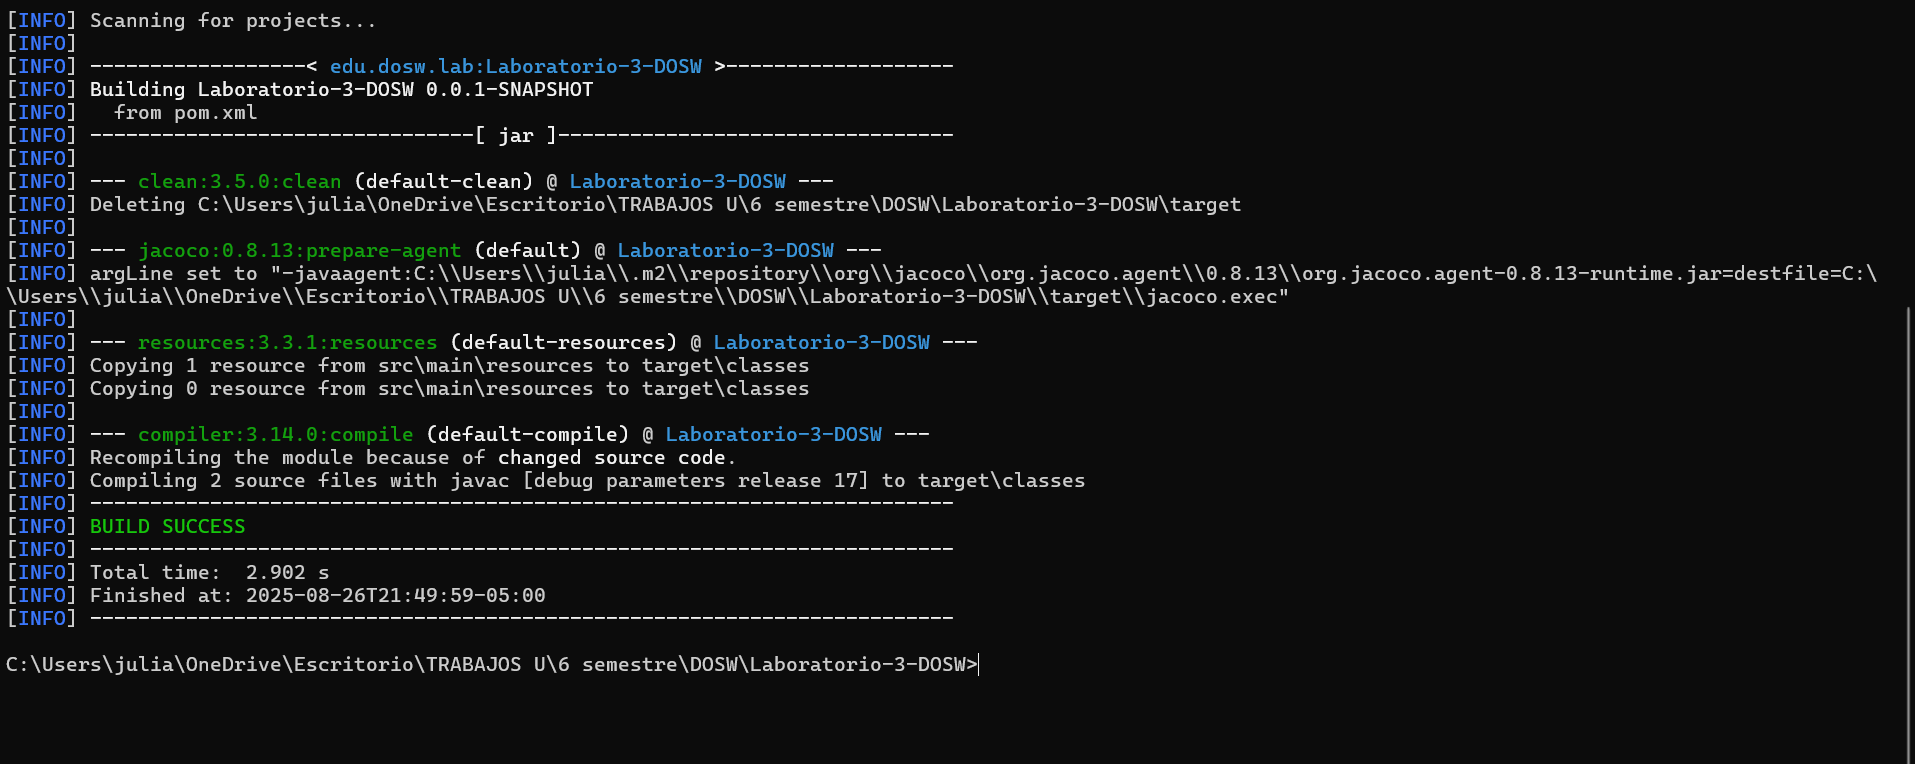 [INFO] Scanning for projects...
[INFO]
[INFO] ------------------< edu.dosw.lab:Laboratorio-3-DOSW >-------------------
[INFO] Building Laboratorio-3-DOSW 0.0.1-SNAPSHOT
[INFO]   from pom.xml
[INFO] --------------------------------[ jar ]---------------------------------
[INFO]
[INFO] --- clean:3.5.0:clean (default-clean) @ Laboratorio-3-DOSW ---
[INFO] Deleting C:\Users\julia\OneDrive\Escritorio\TRABAJOS U\6 semestre\DOSW\Laboratorio-3-DOSW\target
[INFO]
[INFO] --- jacoco:0.8.13:prepare-agent (default) @ Laboratorio-3-DOSW ---
[INFO] argLine set to "-javaagent:C:\\Users\\julia\\.m2\\repository\\org\\jacoco\\org.jacoco.agent\\0.8.13\\org.jacoco.agent-0.8.13-runtime.jar=destfile=C:\
\Users\\julia\\OneDrive\\Escritorio\\TRABAJOS U\\6 semestre\\DOSW\\Laboratorio-3-DOSW\\target\\jacoco.exec"
[INFO]
[INFO] --- resources:3.3.1:resources (default-resources) @ Laboratorio-3-DOSW ---
[INFO] Copying 1 resource from src\main\resources to target\classes
[INFO] Copying 0 resource from src\main\resources to target\classes
[INFO]
[INFO] --- compiler:3.14.0:compile (default-compile) @ Laboratorio-3-DOSW ---
[INFO] Recompiling the module because of changed source code.
[INFO] Compiling 2 source files with javac [debug parameters release 17] to target\classes
[INFO] ------------------------------------------------------------------------
[INFO] BUILD SUCCESS
[INFO] ------------------------------------------------------------------------
[INFO] Total time:  2.902 s
[INFO] Finished at: 2025-08-26T21:49:59-05:00
[INFO] ------------------------------------------------------------------------
C:\Users\julia\OneDrive\Escritorio\TRABAJOS U\6 semestre\DOSW\Laboratorio-3-DOSW>